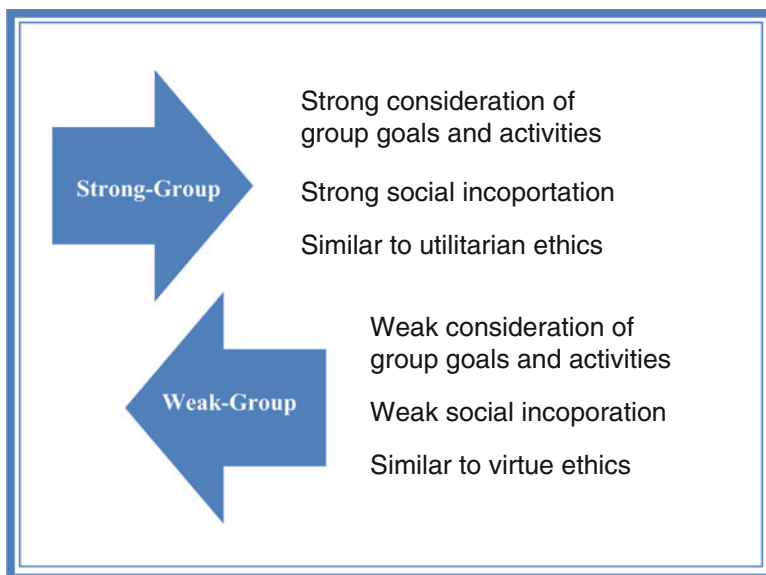 Strong-Group
Strong consideration of
group goals and activities
Strong social incoportation
Similar to utilitarian ethics
Weak-Group
Weak consideration of
group goals and activities
Weak social incoporation
Similar to virtue ethics